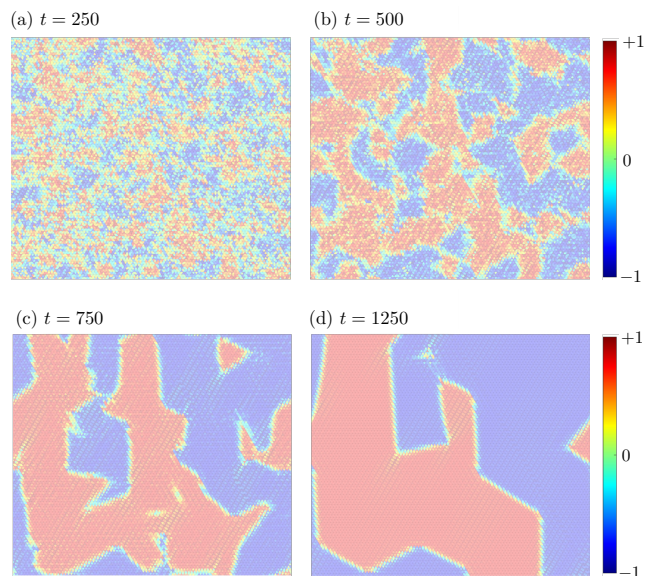 (a) t = 250
(b) t = 500
+1
0
−1
(c) t = 750
(d) t = 1250
+1
0
−1